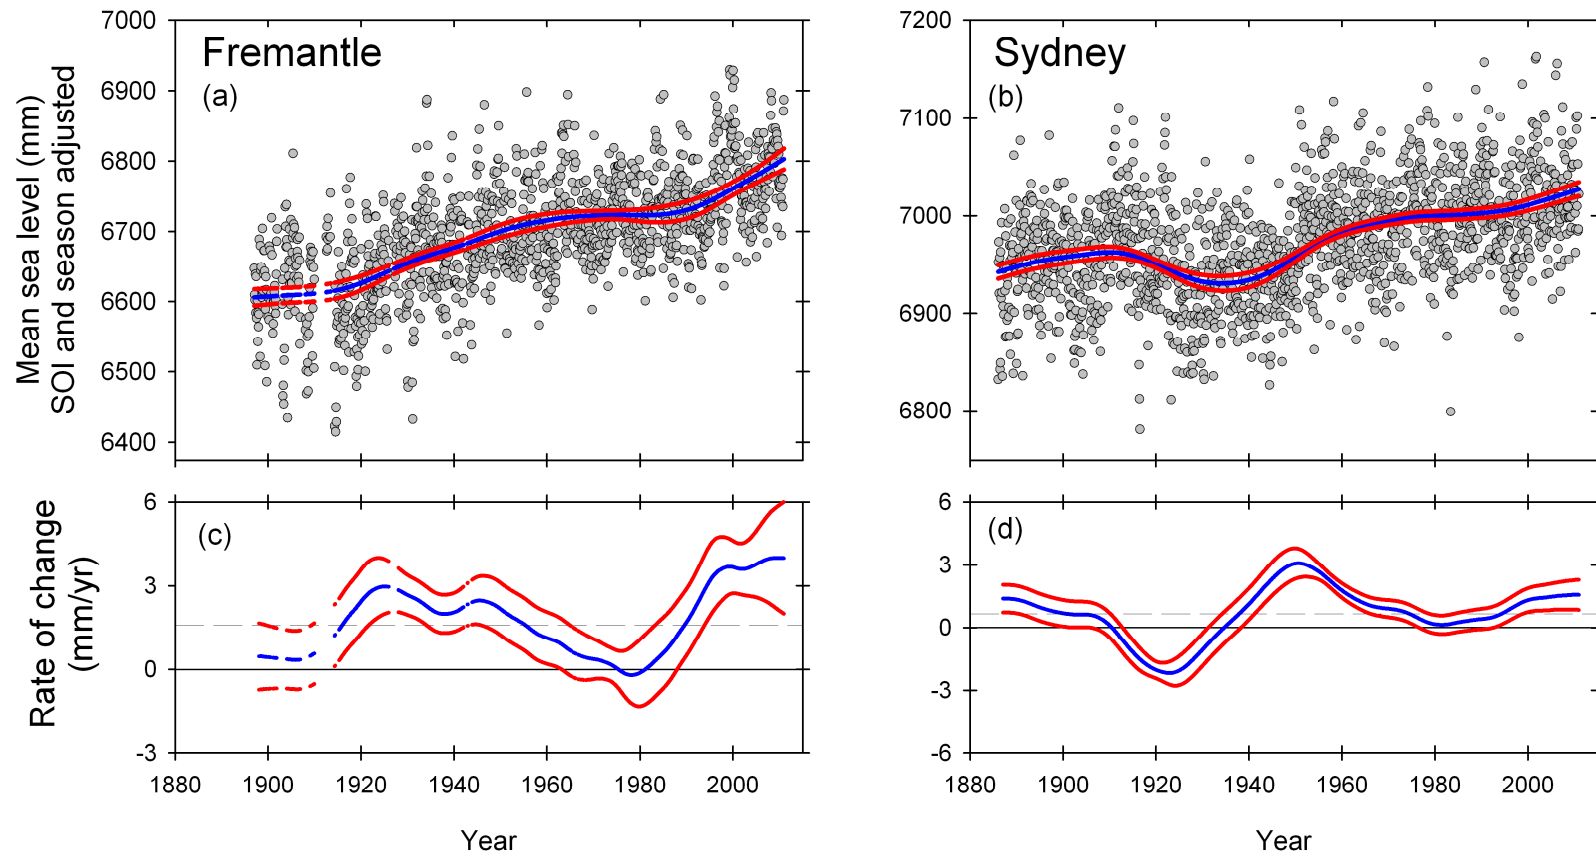 Mean sea level (mm)
SOI and season adjusted
7000
6900
6800
6700
6600
6500
6400
Fremantle
(a)
7200
7100
7000
6900
6800
Sydney
(b)
Rate of change
(mm/yr)
6
3
0
-3
(c)
1880 1900 1920 1940 1960 1980 2000
Year
6
3
0
-3
-6
(d)
1880 1900 1920 1940 1960 1980 2000
Year